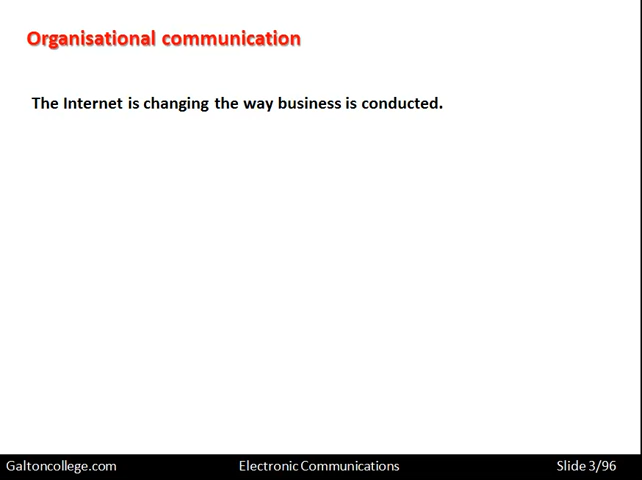 Organisational communication
The Internet is changing the way business is conducted.
Galtoncollege.com Electronic Communications Slide 3/96